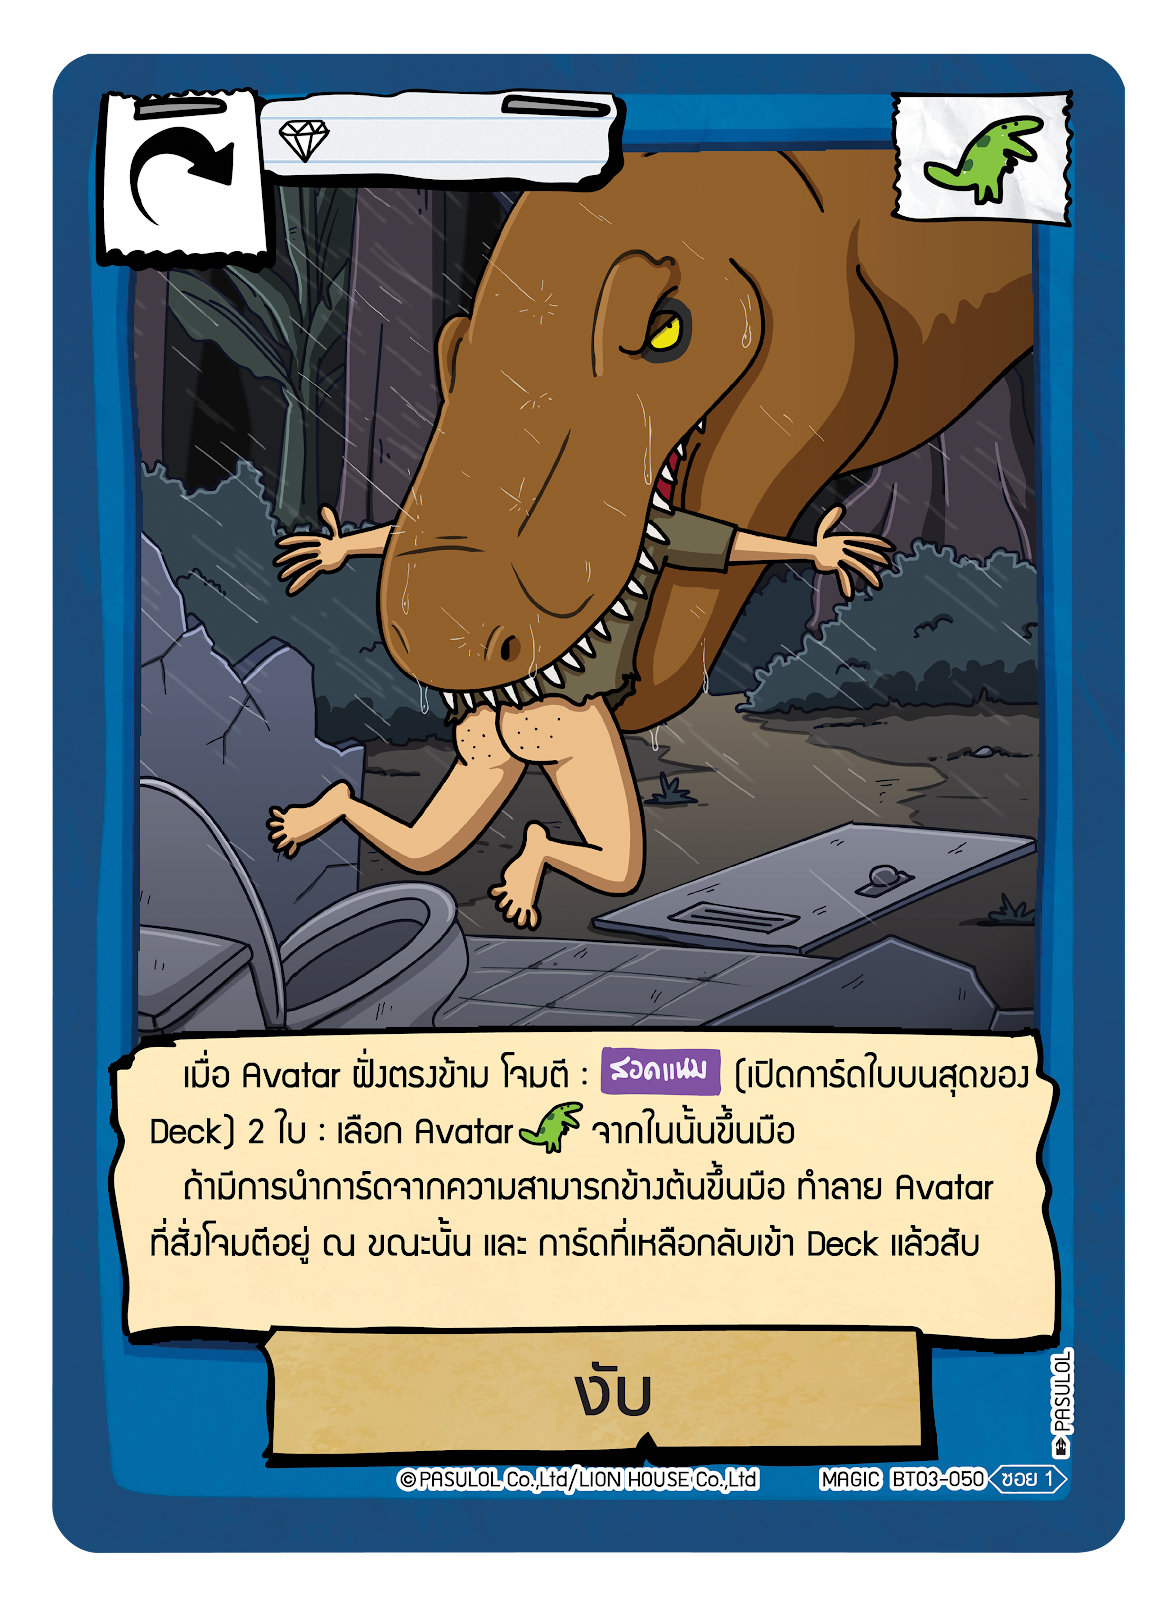 เมื่อ Avatar ฝั่งตรงข้าม โจมตี : สอดแนม (เปิดการ์ดใบบนสุดของ
Deck) 2 ใบ : เลือก Avatar จากในนั้นขึ้นมือ
ถ้ามีการนำการ์ดจากความสามารถข้างต้นขึ้นมือ ทำลาย Avatar
ที่สั่งโจมตีอยู่ ณ ขณะนั้น และ การ์ดที่เหลือกลับเข้า Deck แล้วสับ
งับ
PASULOL
©PASULOL Co.,Ltd/LION HOUSE Co.,Ltd
MAGIC BT03-050 ซอย 1